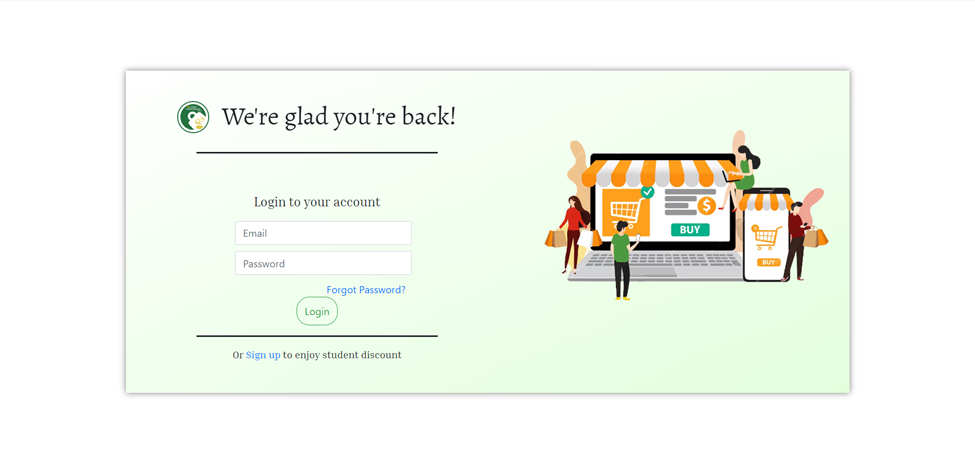 We're glad you're back!
Login to your account
Email
Password
Forgot Password?
Login
Or Sign up to enjoy student discount
$
BUY
BUY